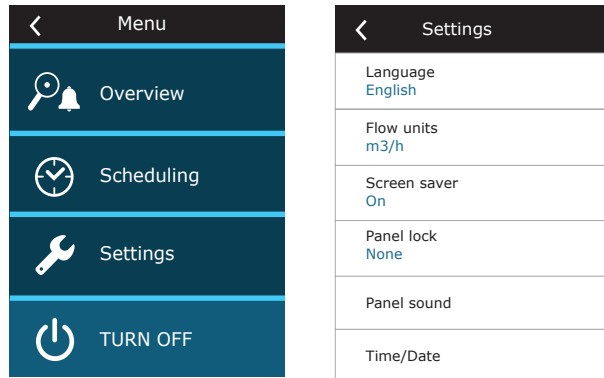 Menu
Overview
Scheduling
Settings
TURN OFF
Settings
Language
English
Flow units
m3/h
Screen saver
On
Panel lock
None
Panel sound
Time/Date